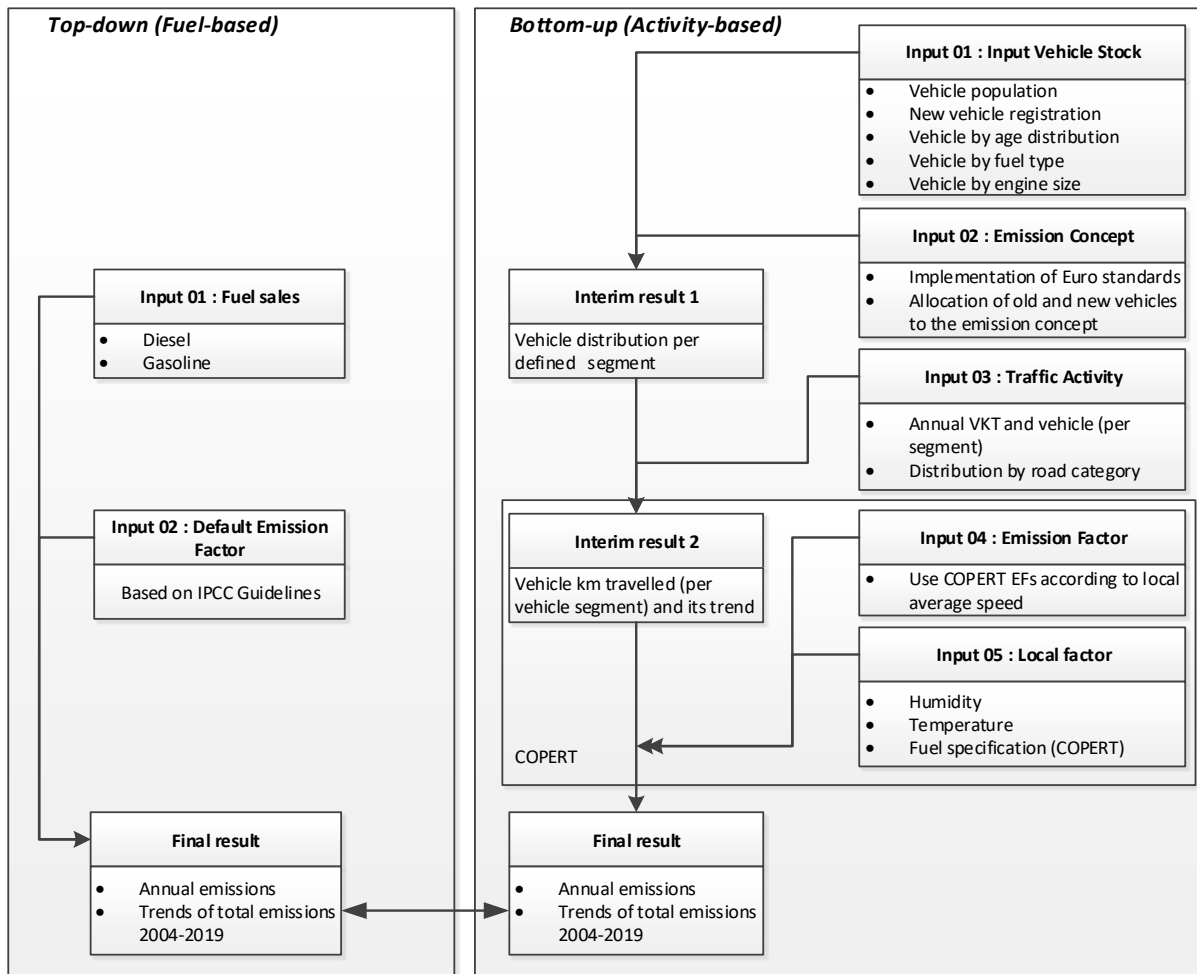 Top-down (Fuel-based)
Input 01 : Fuel sales
• Diesel
• Gasoline
Input 02 : Default Emission
Factor
Based on IPCC Guidelines
Final result
• Annual emissions
• Trends of total emissions
2004-2019
Bottom-up (Activity-based)
Input 01 : Input Vehicle Stock
• Vehicle population
• New vehicle registration
• Vehicle by age distribution
• Vehicle by fuel type
• Vehicle by engine size
Input 02 : Emission Concept
• Implementation of Euro standards
• Allocation of old and new vehicles
to the emission concept
Interim result 1
Vehicle distribution per
defined segment
Input 03 : Traffic Activity
• Annual VKT and vehicle (per
segment)
• Distribution by road category
Interim result 2
Vehicle km travelled (per
vehicle segment) and its trend
Input 04 : Emission Factor
• Use COPERT EFs according to local
average speed
Input 05 : Local factor
• Humidity
• Temperature
• Fuel specification (COPERT)
COPERT
Final result
• Annual emissions
• Trends of total emissions
2004-2019